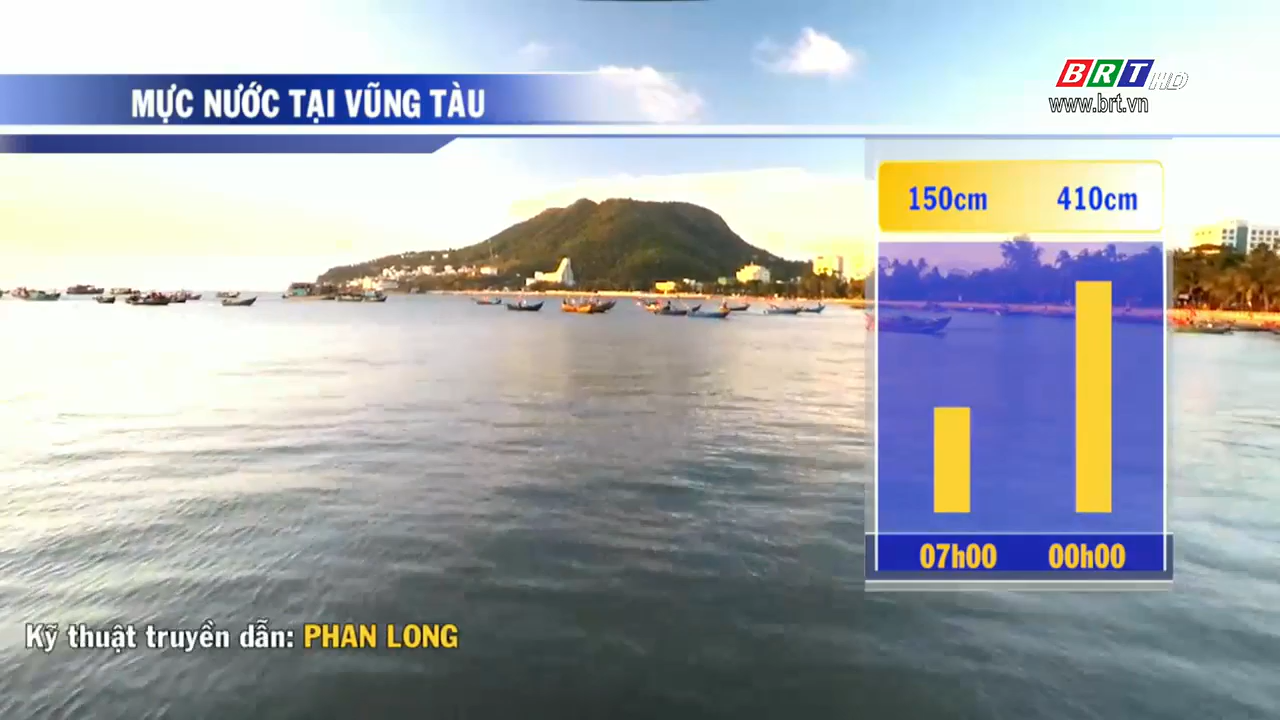 MỰC NƯỚC TẠI VŨNG TÀU
BRT HD
www.brt.vn
150cm 410cm
07h00 00h00
Kỹ thuật truyền dẫn: PHAN LONG